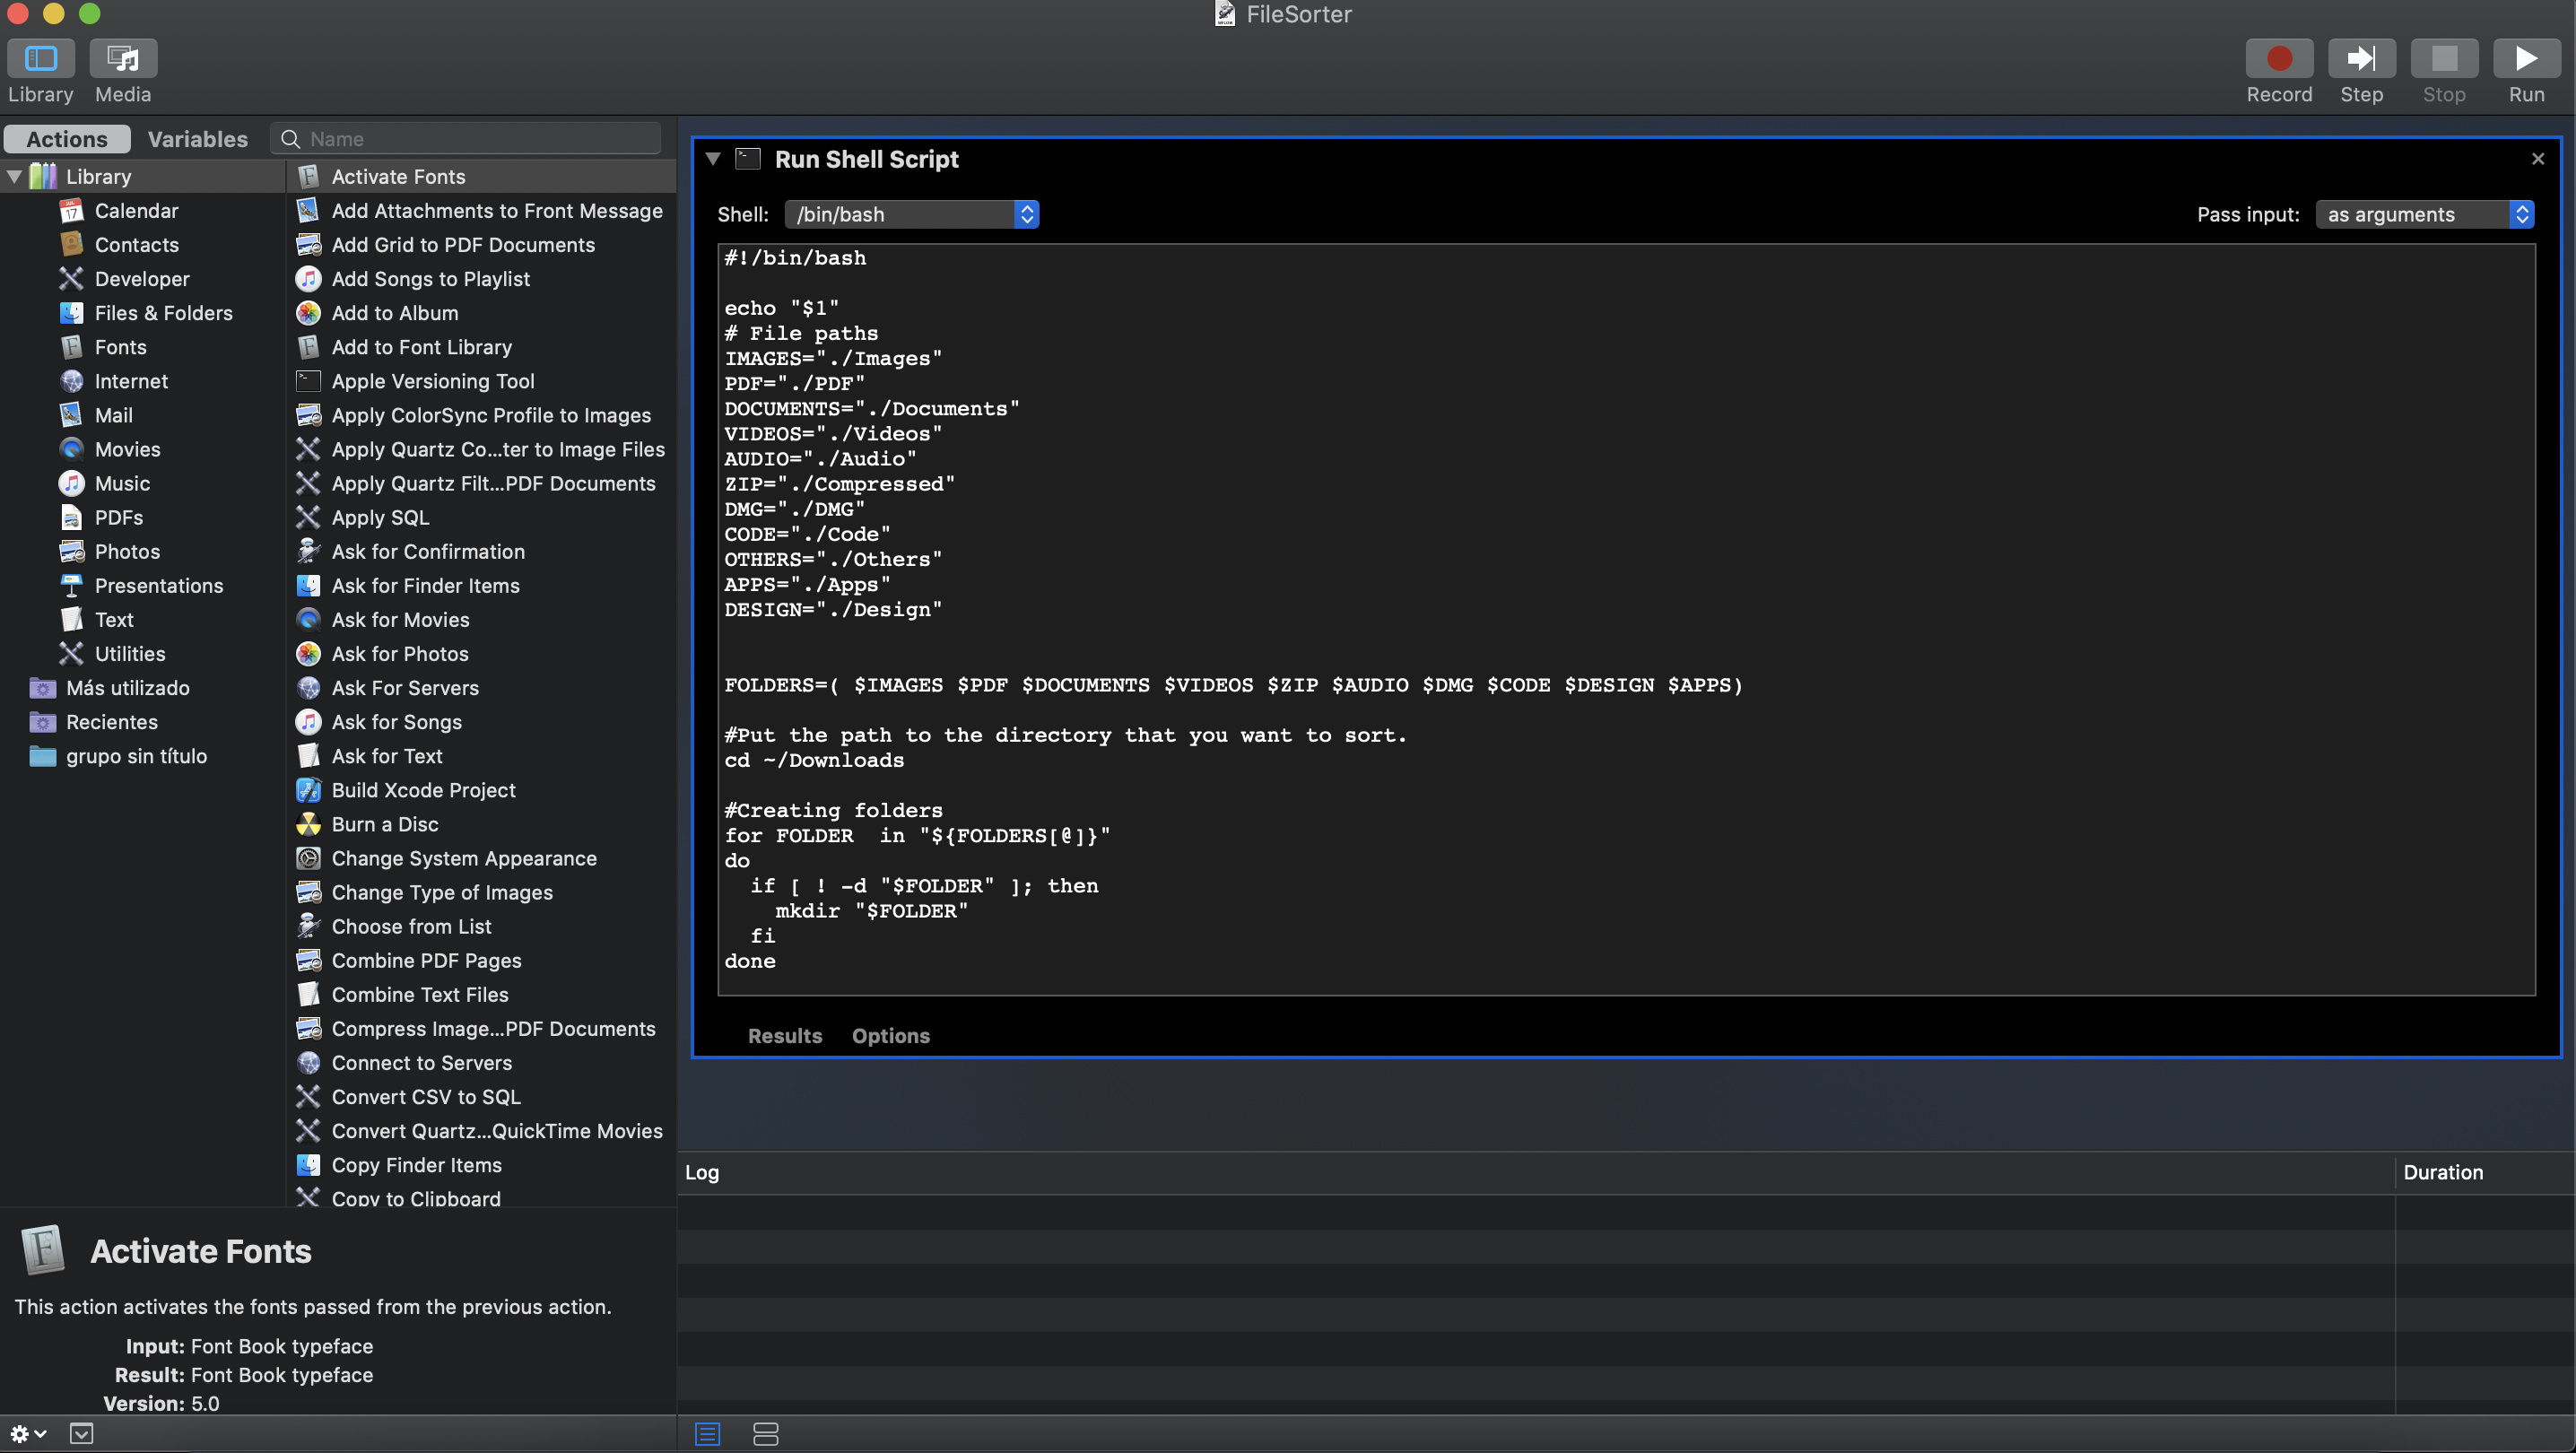 FileSorter
Library
Media
Record
Step
Stop
Run
Actions
Variables
Name
Library
Calendar
Contacts
Developer
Files & Folders
Fonts
Internet
Mail
Movies
Music
PDFs
Photos
Presentations
Text
Utilities
Más utilizado
Recientes
grupo sin título
Activate Fonts
Add Attachments to Front Message
Add Grid to PDF Documents
Add Songs to Playlist
Add to Album
Add to Font Library
Apple Versioning Tool
Apply ColorSync Profile to Images
Apply Quartz Co...ter to Image Files
Apply Quartz Filt...PDF Documents
Apply SQL
Ask for Confirmation
Ask for Finder Items
Ask for Movies
Ask for Photos
Ask For Servers
Ask for Songs
Ask for Text
Build Xcode Project
Burn a Disc
Change System Appearance
Change Type of Images
Choose from List
Combine PDF Pages
Combine Text Files
Compress Image...PDF Documents
Connect to Servers
Convert CSV to SQL
Convert Quartz...QuickTime Movies
Copy Finder Items
Copy to Clipboard
Activate Fonts
This action activates the fonts passed from the previous action.
Input: Font Book typeface
Result: Font Book typeface
Version: 5.0
Run Shell Script
Shell: /bin/bash
Pass input: as arguments
#!/bin/bash
echo "$1"
# File paths
IMAGES="./Images"
PDF="./PDF"
DOCUMENTS="./Documents"
VIDEOS="./Videos"
AUDIO="./Audio"
ZIP="./Compressed"
DMG="./DMG"
CODE="./Code"
OTHERS="./Others"
APPS="./Apps"
DESIGN="./Design"
FOLDERS=( $IMAGES $PDF $DOCUMENTS $VIDEOS $ZIP $AUDIO $DMG $CODE $DESIGN $APPS)
#Put the path to the directory that you want to sort.
cd ~/Downloads
#Creating folders
for FOLDER  in "${FOLDERS[@]}"
do
  if [ ! -d "$FOLDER" ]; then
    mkdir "$FOLDER"
  fi
done
Results
Options
Log
Duration